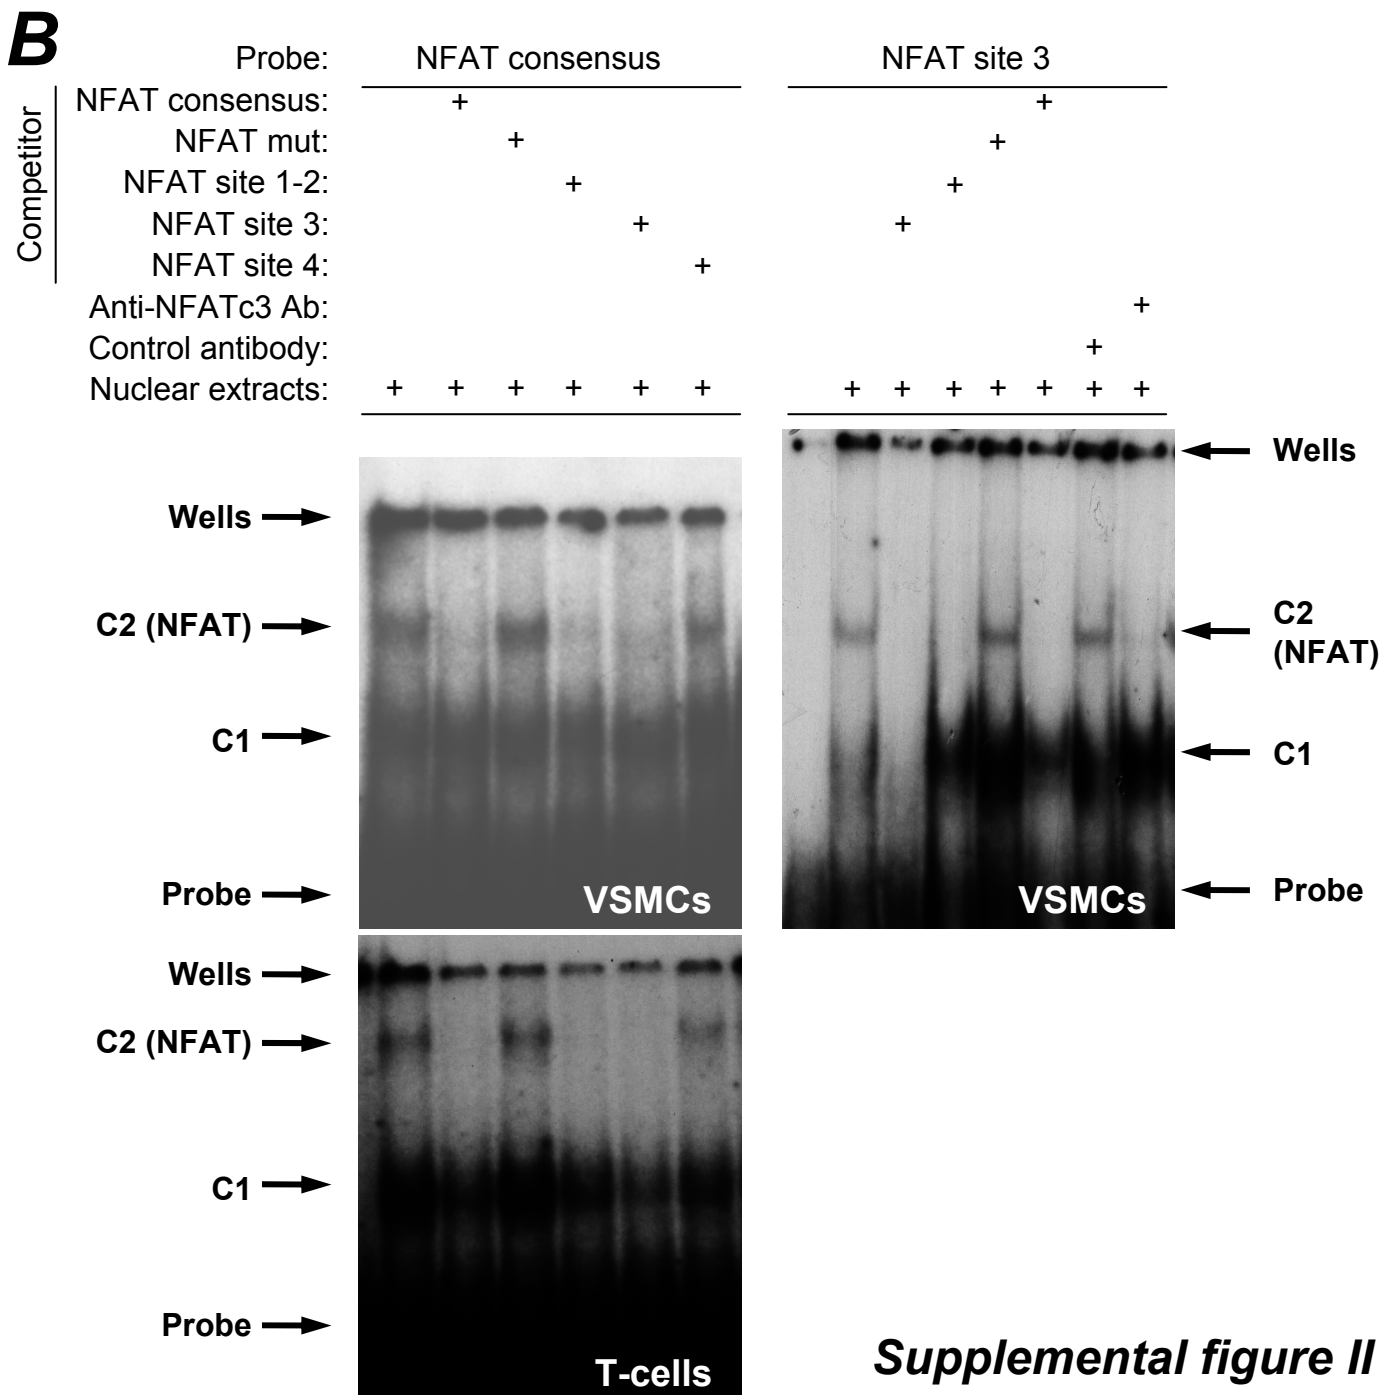 B
Probe: NFAT consensus NFAT site 3
Competitor
NFAT consensus: + +
NFAT mut: + +
NFAT site 1-2: + +
NFAT site 3: + +
NFAT site 4: +
Anti-NFATc3 Ab: +
Control antibody: +
Nuclear extracts: + + + + + + + + + + + + +
Wells
C2 (NFAT)
C1
Probe
VSMCs
Wells
C2
(NFAT)
C1
Probe
VSMCs
Wells
C2 (NFAT)
C1
Probe
T-cells
Supplemental figure II